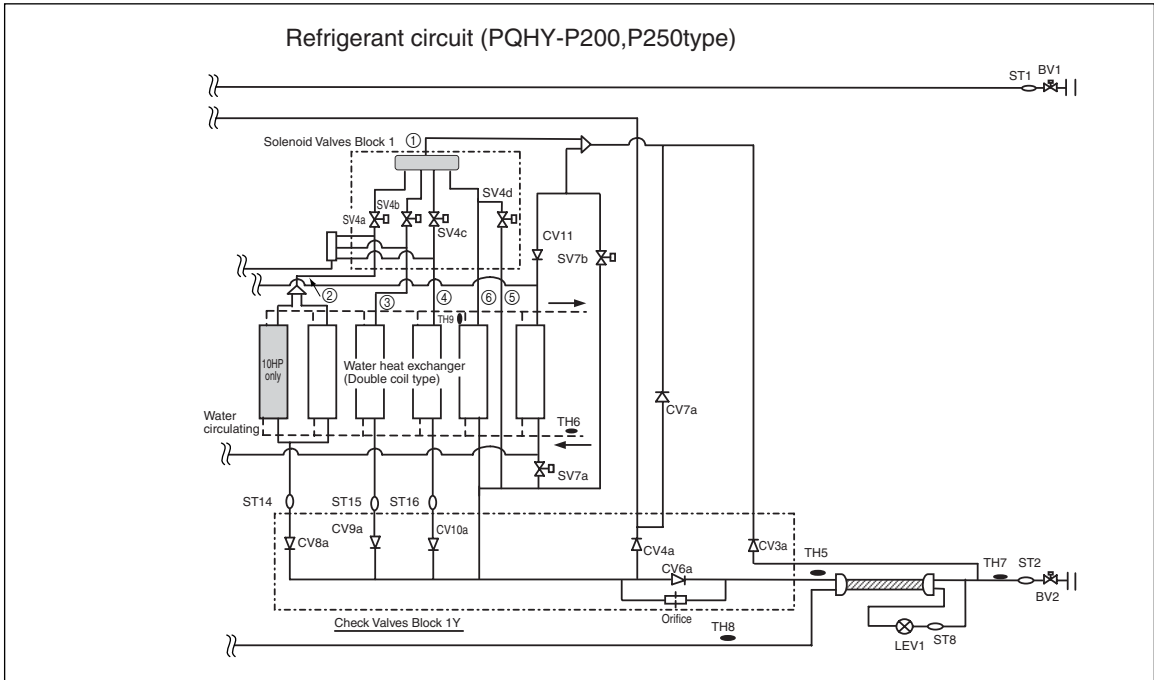 Refrigerant circuit (PQHY-P200,P250type)
ST1
BV1
Solenoid Valves Block 1
①
SV4d
SV4b
SV4a
SV4c
CV11
SV7b
②
③
④
⑥
⑤
TH9
10HP
only
Water heat exchanger
(Double coil type)
CV7a
Water
circulating
TH6
SV7a
ST14
ST15
ST16
CV8a
CV9a
CV10a
CV4a
CV3a
CV6a
TH5
TH7
ST2
BV2
Orifice
Check Valves Block 1Y
TH8
LEV1
ST8